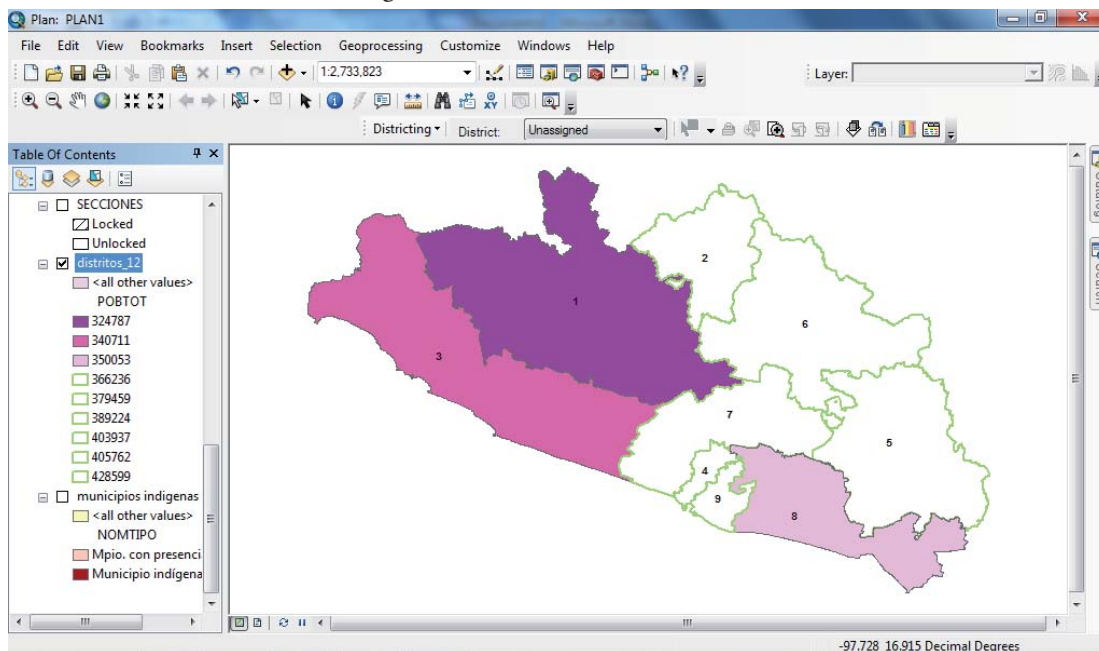 Plan: PLAN1
File Edit View Bookmarks Insert Selection Geoprocessing Customize Windows Help
1:2,733,823
Layer:
Districting
District:
Unassigned
Table Of Contents
SECCIONES
Locked
Unlocked
distritos_12
<all other values>
POBTOT
324787
340711
350053
366236
379459
389224
403937
405762
428599
municipios indigenas
<all other values>
NOMTIPO
Mpio. con presenci
Municipio indígena
2
1
6
3
7
5
4
9
8
-97.728 16.915 Decimal Degrees